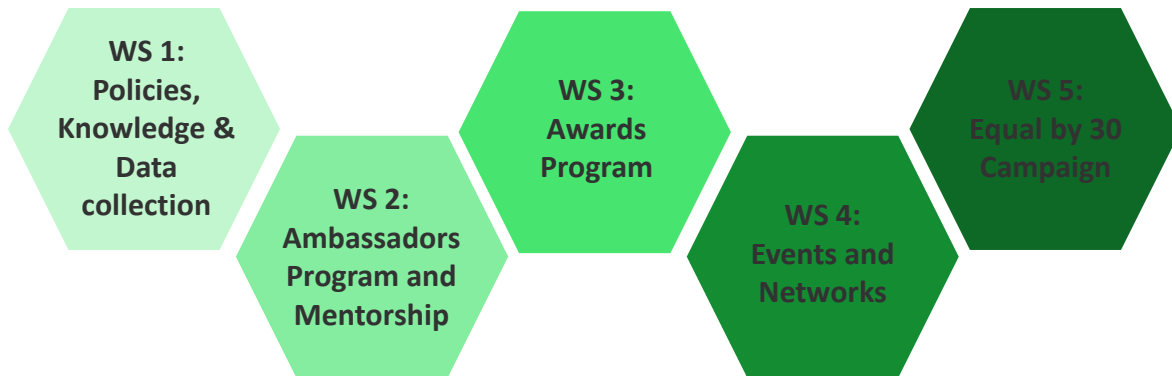 WS 1:
Policies,
Knowledge &
Data
collection
WS 2:
Ambassadors
Program and
Mentorship
WS 3:
Awards
Program
WS 4:
Events and
Networks
WS 5:
Equal by 30
Campaign